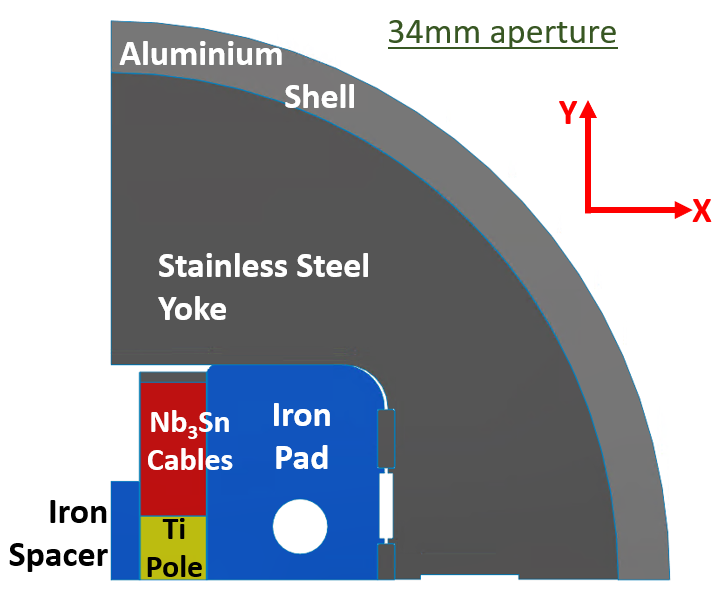 34mm aperture
Aluminium
Shell
Y
X
Stainless Steel
Yoke
Nb₃Sn
Cables
Iron
Pad
Iron
Spacer
Ti
Pole